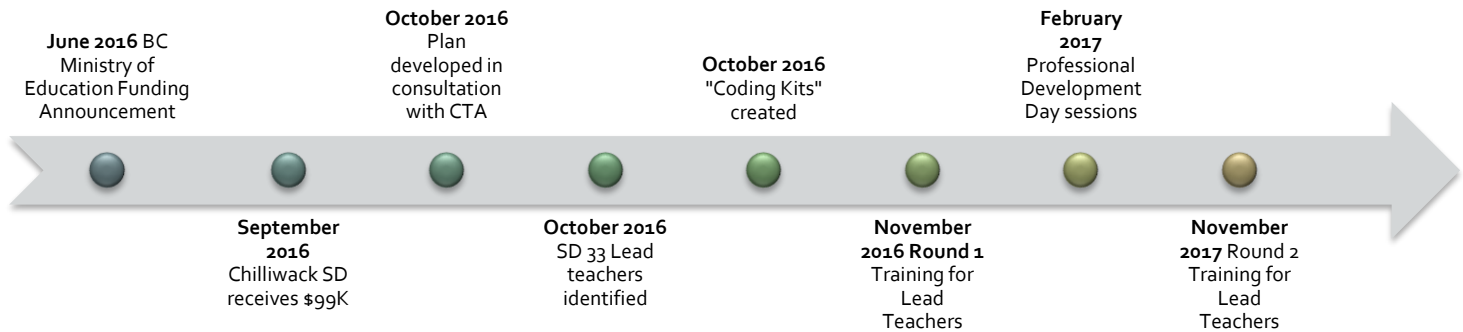 June 2016 BC
Ministry of
Education Funding
Announcement
September
2016
Chilliwack SD
receives $99K
October 2016
Plan
developed in
consultation
with CTA
October 2016
SD 33 Lead
teachers
identified
October 2016
"Coding Kits"
created
November
2016 Round 1
Training for
Lead
Teachers
February
2017
Professional
Development
Day sessions
November
2017 Round 2
Training for
Lead
Teachers